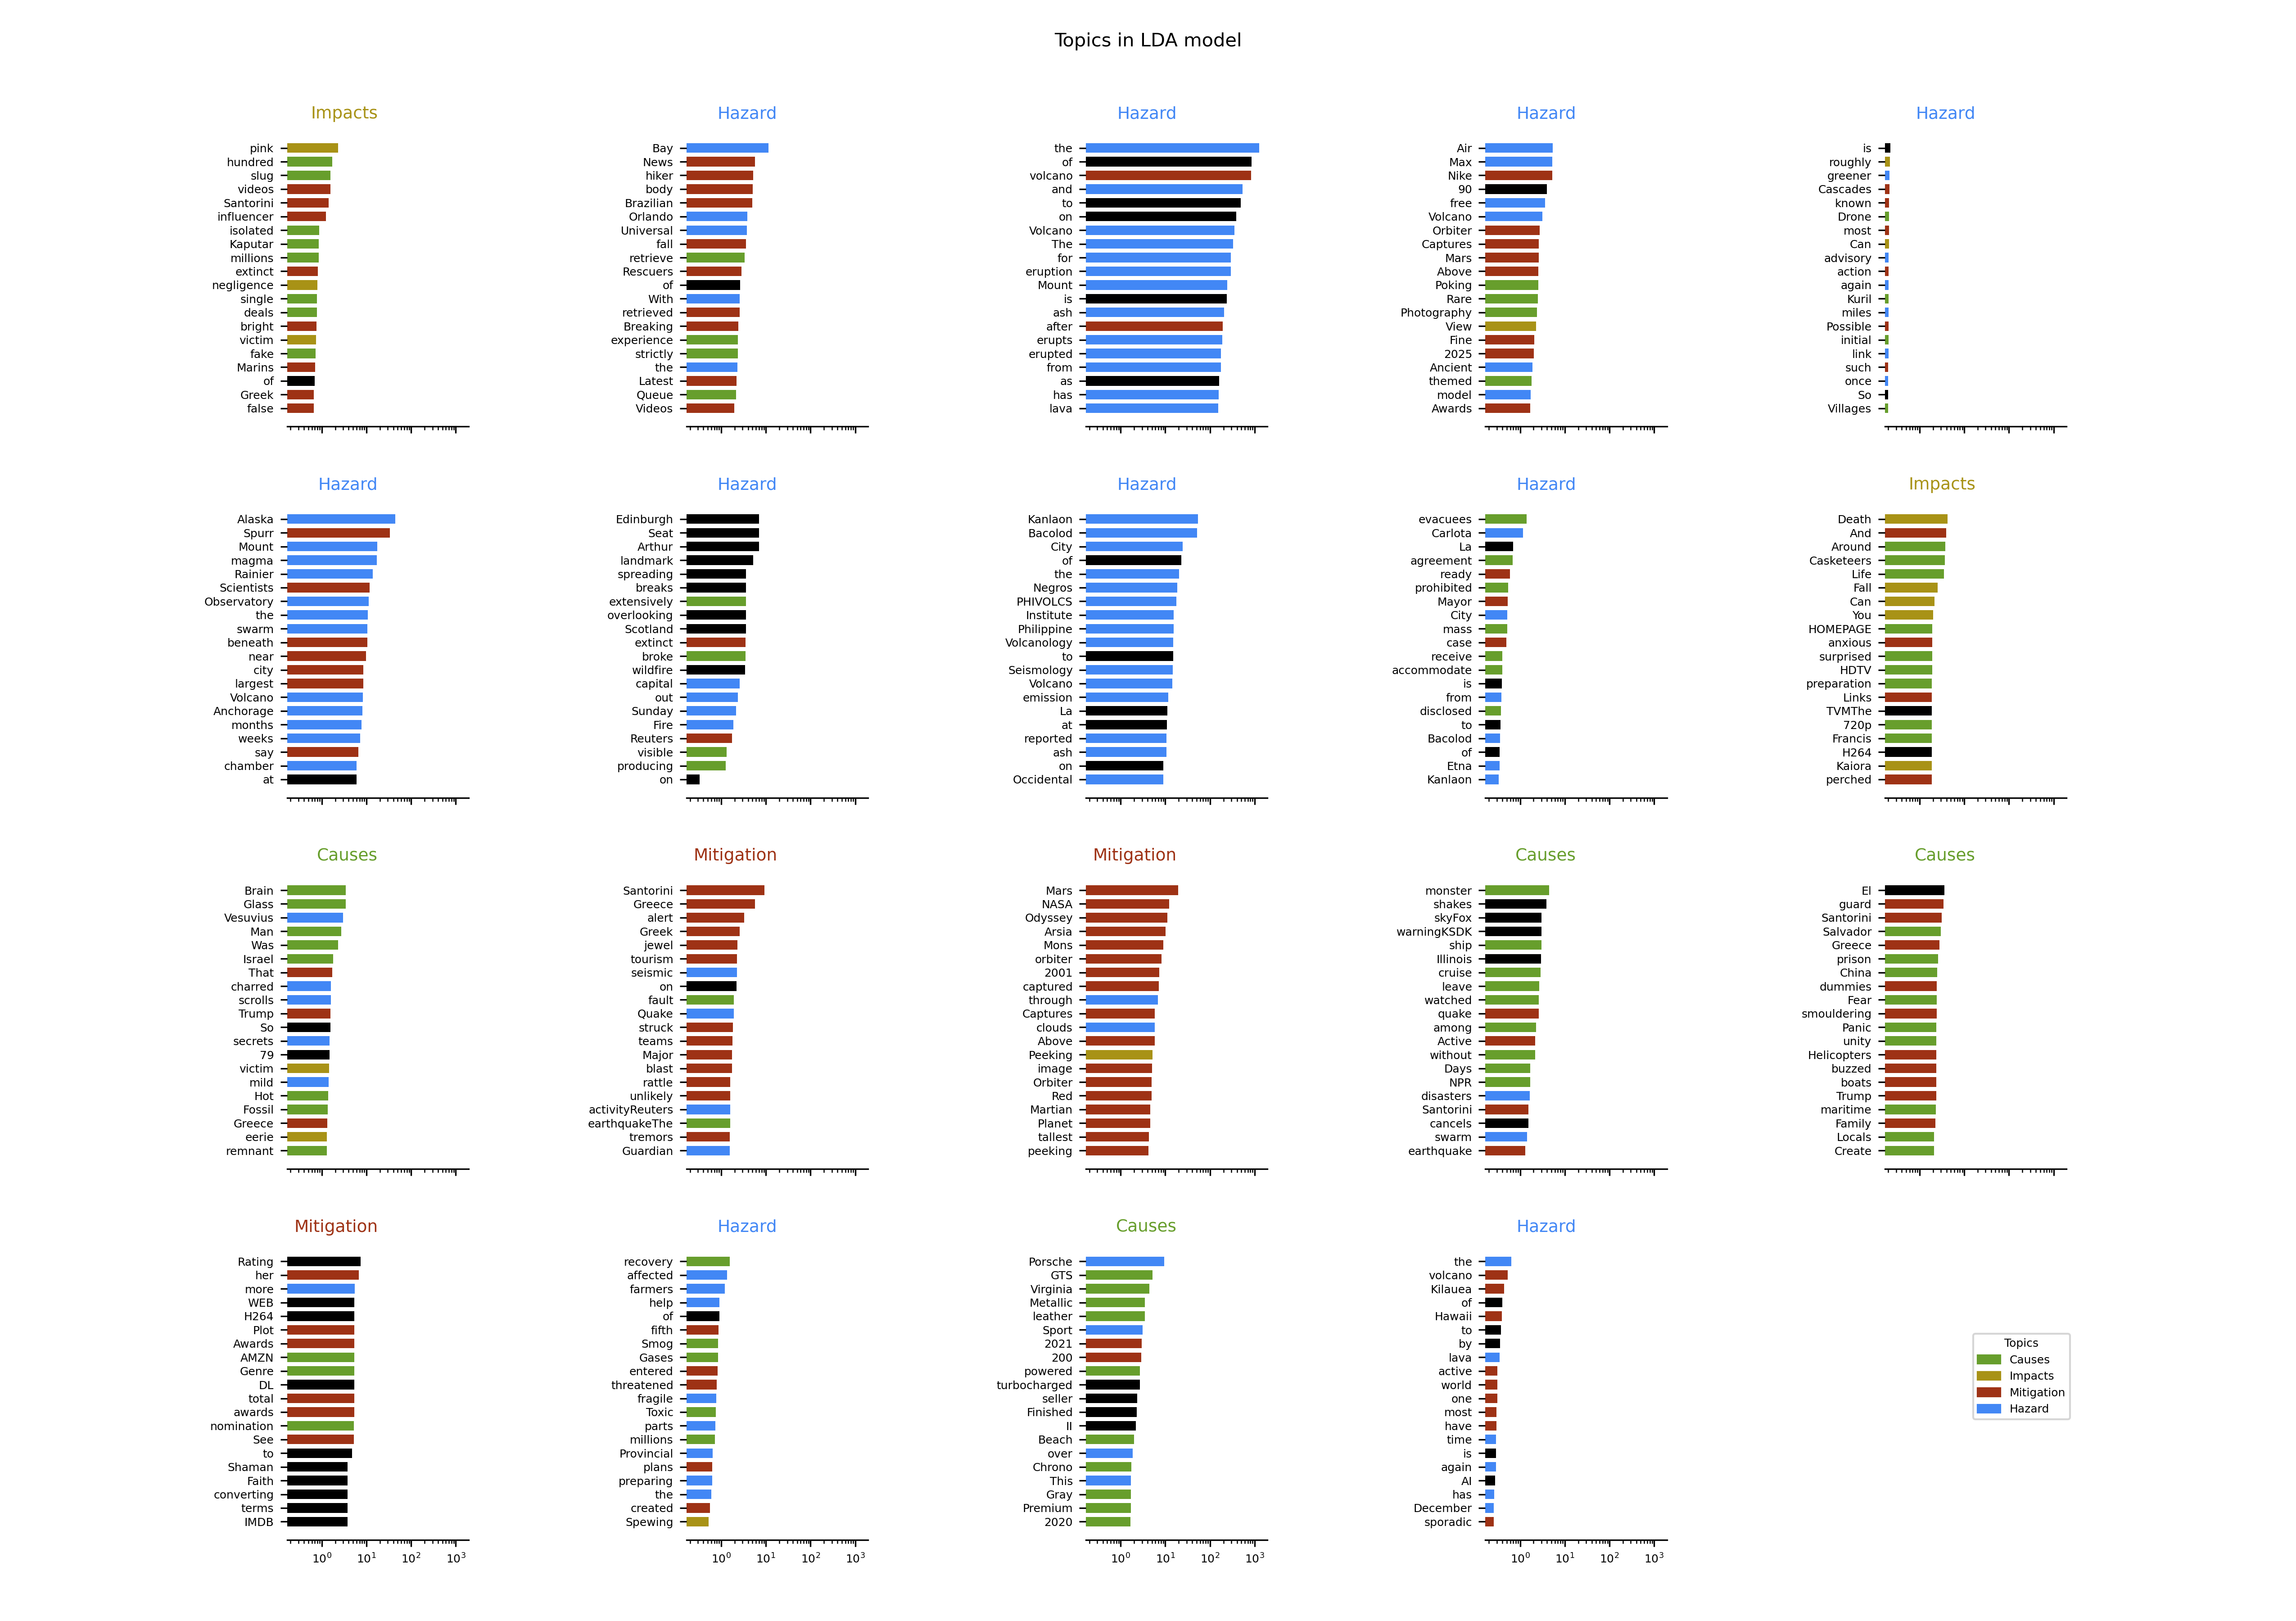 Topics in LDA model
Impacts
pink
hundred
slug
videos
Santorini
influencer
isolated
Kaputar
millions
extinct
negligence
single
deals
bright
victim
fake
Marins
of
Greek
false
Hazard
Bay
News
hiker
body
Brazilian
Orlando
Universal
fall
retrieve
Rescuers
of
With
retrieved
Breaking
experience
strictly
the
Latest
Queue
Videos
Hazard
the
of
volcano
and
to
on
Volcano
The
for
eruption
Mount
is
ash
after
erupts
erupted
from
as
has
lava
Hazard
Air
Max
Nike
90
free
Volcano
Orbiter
Captures
Mars
Above
Poking
Rare
Photography
View
Fine
2025
Ancient
themed
model
Awards
Hazard
is
roughly
greener
Cascades
known
Drone
most
Can
advisory
action
again
Kuril
miles
Possible
initial
link
such
once
So
Villages
Hazard
Alaska
Spurr
Mount
magma
Rainier
Scientists
Observatory
the
swarm
beneath
near
city
largest
Volcano
Anchorage
months
weeks
say
chamber
at
Hazard
Edinburgh
Seat
Arthur
landmark
spreading
breaks
extensively
overlooking
Scotland
extinct
broke
wildfire
capital
out
Sunday
Fire
Reuters
visible
producing
on
Hazard
Kanlaon
Bacolod
City
of
the
Negros
PHIVOLCS
Institute
Philippine
Volcanology
to
Seismology
Volcano
emission
La
at
reported
ash
on
Occidental
Hazard
evacuees
Carlota
La
agreement
ready
prohibited
Mayor
City
mass
case
receive
accommodate
is
from
disclosed
to
Bacolod
of
Etna
Kanlaon
Impacts
Death
And
Around
Casketeers
Life
Fall
Can
You
HOMEPAGE
anxious
surprised
HDTV
preparation
Links
TVMThe
720p
Francis
H264
Kaiora
perched
Causes
Brain
Glass
Vesuvius
Man
Was
Israel
That
charred
scrolls
Trump
So
secrets
79
victim
mild
Hot
Fossil
Greece
eerie
remnant
Mitigation
Santorini
Greece
alert
Greek
jewel
tourism
seismic
on
fault
Quake
struck
teams
Major
blast
rattle
unlikely
activityReuters
earthquakeThe
tremors
Guardian
Mitigation
Mars
NASA
Odyssey
Arsia
Mons
orbiter
2001
captured
through
Captures
clouds
Above
Peeking
image
Orbiter
Red
Martian
Planet
tallest
peeking
Causes
monster
shakes
skyFox
warningKSDK
ship
Illinois
cruise
leave
watched
quake
among
Active
without
Days
NPR
disasters
Santorini
cancels
swarm
earthquake
Causes
El
guard
Santorini
Salvador
Greece
prison
China
dummies
Fear
smouldering
Panic
unity
Helicopters
buzzed
boats
Trump
maritime
Family
Locals
Create
Mitigation
Rating
her
more
WEB
H264
Plot
Awards
AMZN
Genre
DL
total
awards
nomination
See
to
Shaman
Faith
converting
terms
IMDB
10⁰ 10¹ 10² 10³
Hazard
recovery
affected
farmers
help
of
fifth
Smog
Gases
entered
threatened
fragile
Toxic
parts
millions
Provincial
plans
preparing
the
created
Spewing
10⁰ 10¹ 10² 10³
Causes
Porsche
GTS
Virginia
Metallic
leather
Sport
2021
200
powered
turbocharged
seller
Finished
II
Beach
over
Chrono
This
Gray
Premium
2020
10⁰ 10¹ 10² 10³
Hazard
the
volcano
Kilauea
of
Hawaii
to
by
lava
active
world
one
most
have
time
is
again
AI
has
December
sporadic
10⁰ 10¹ 10² 10³
Topics
Causes
Impacts
Mitigation
Hazard